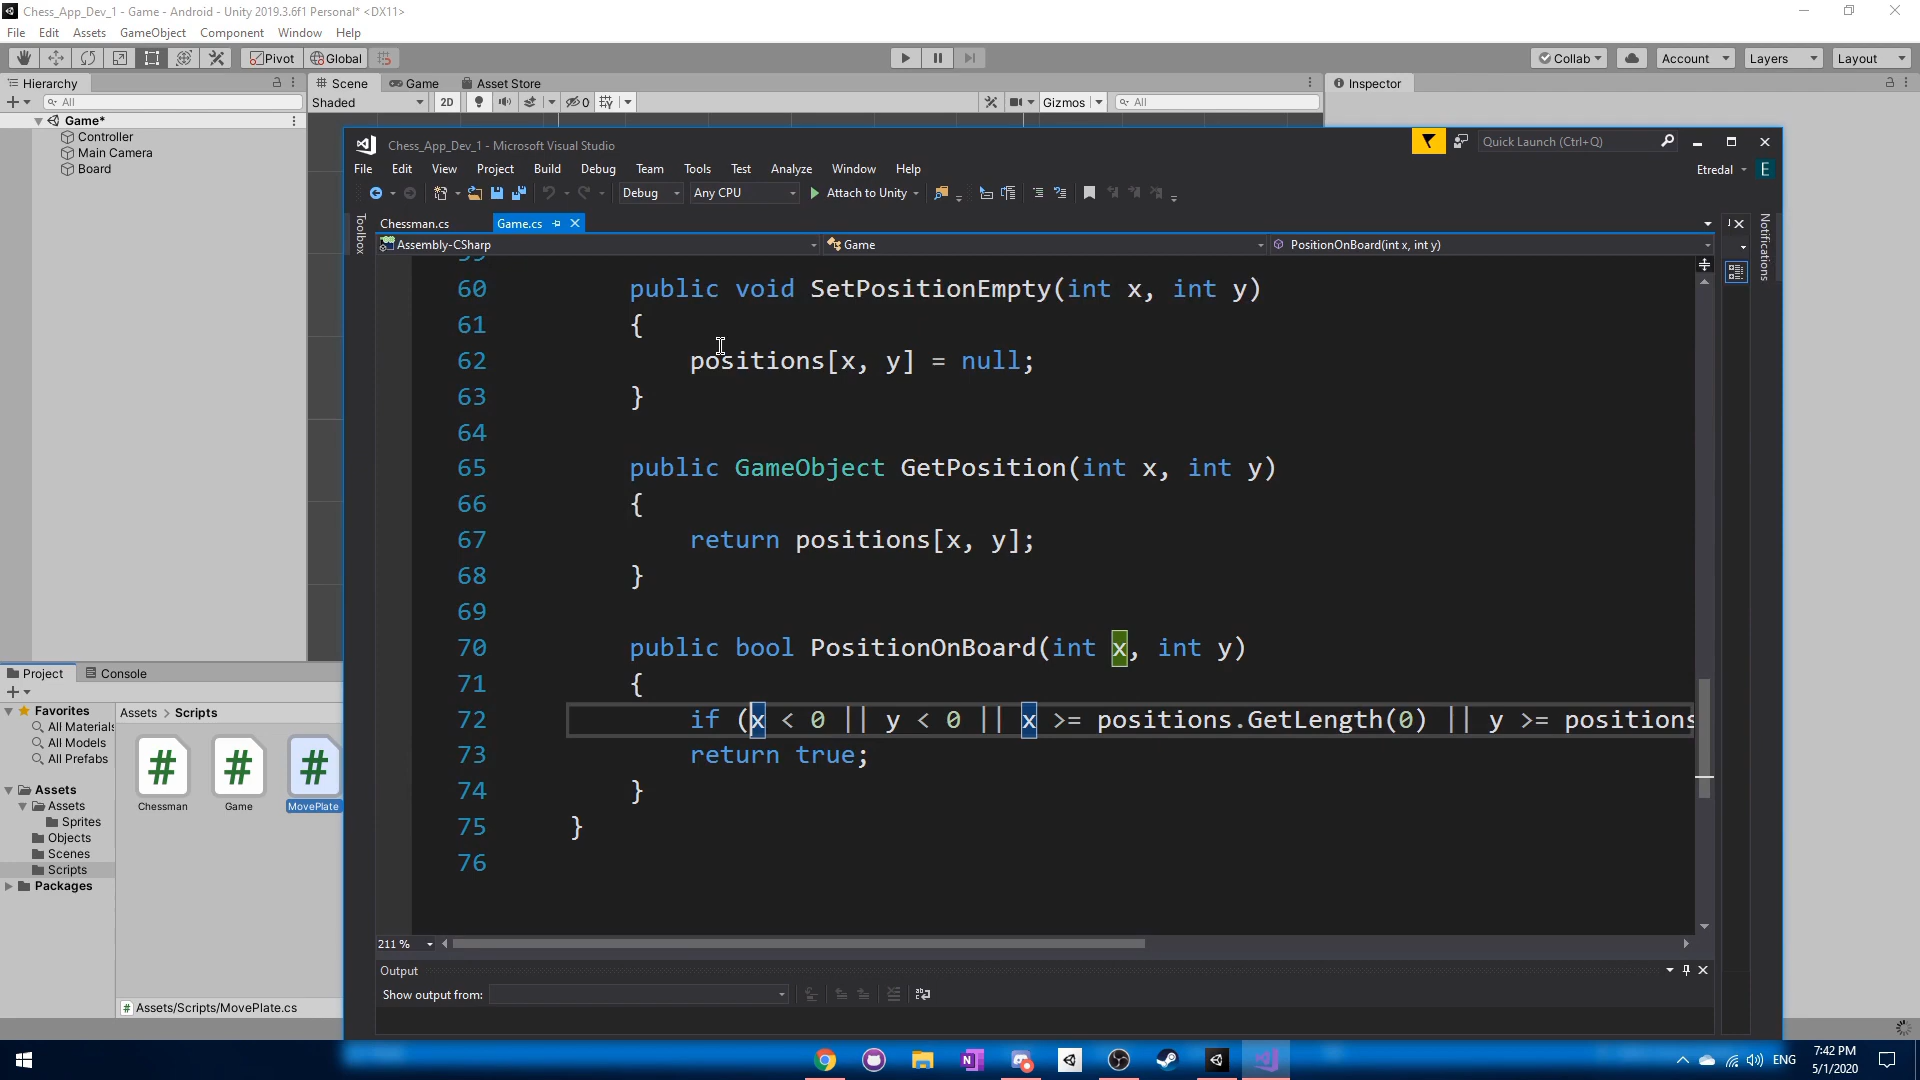 Chess_App_Dev_1 - Game - Android - Unity 2019.3.6f1 Personal* <DX11>
File Edit Assets GameObject Component Window Help
Pivot Global Collab Account Layers Layout
Hierarchy Scene Game Asset Store Inspector
All Shaded 2D 0 Gizmos All
Game*
Controller
Main Camera
Board
Chess_App_Dev_1 - Microsoft Visual Studio Quick Launch (Ctrl+Q)
File Edit View Project Build Debug Team Tools Test Analyze Window Help Etredal E
Debug Any CPU Attach to Unity
Toolbox
Chessman.cs Game.cs
Notifications
Assembly-CSharp Game PositionOnBoard(int x, int y)
60 public void SetPositionEmpty(int x, int y)
61 {
62 positions[x, y] = null;
63 }
64
65 public GameObject GetPosition(int x, int y)
66 {
67 return positions[x, y];
68 }
69
70 public bool PositionOnBoard(int x, int y)
71 {
72 if (x < 0 || y < 0 || x >= positions.GetLength(0) || y >= positions
73 return true;
74 }
75 }
76
211 %
Output
Show output from:
Project Console
Favorites
All Materials
All Models
All Prefabs
Assets
Assets
Sprites
Objects
Scenes
Scripts
Packages
Assets > Scripts
Chessman Game MovePlate
Assets/Scripts/MovePlate.cs
ENG
7:42 PM
5/1/2020